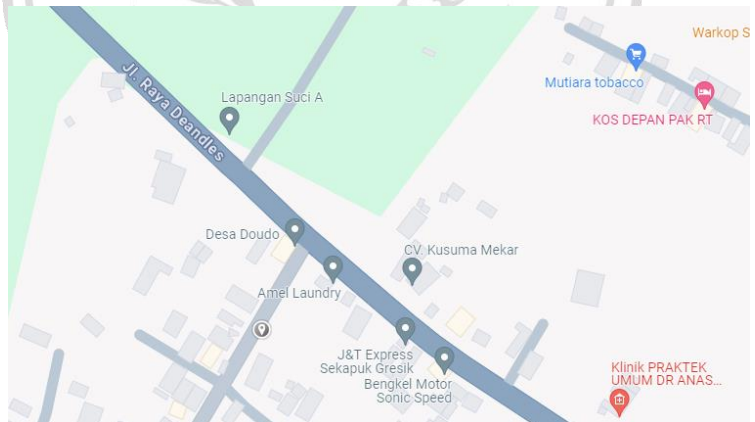 Warkop S
Mutiara tobacco
KOS DEPAN PAK RT
Jl. Raya Deandles
Lapangan Suci A
Desa Doudo
CV. Kusuma Mekar
Amel Laundry
J&T Express
Sekapuk Gresik
Bengkel Motor
Sonic Speed
Klinik PRAKTEK
UMUM DR ANAS...